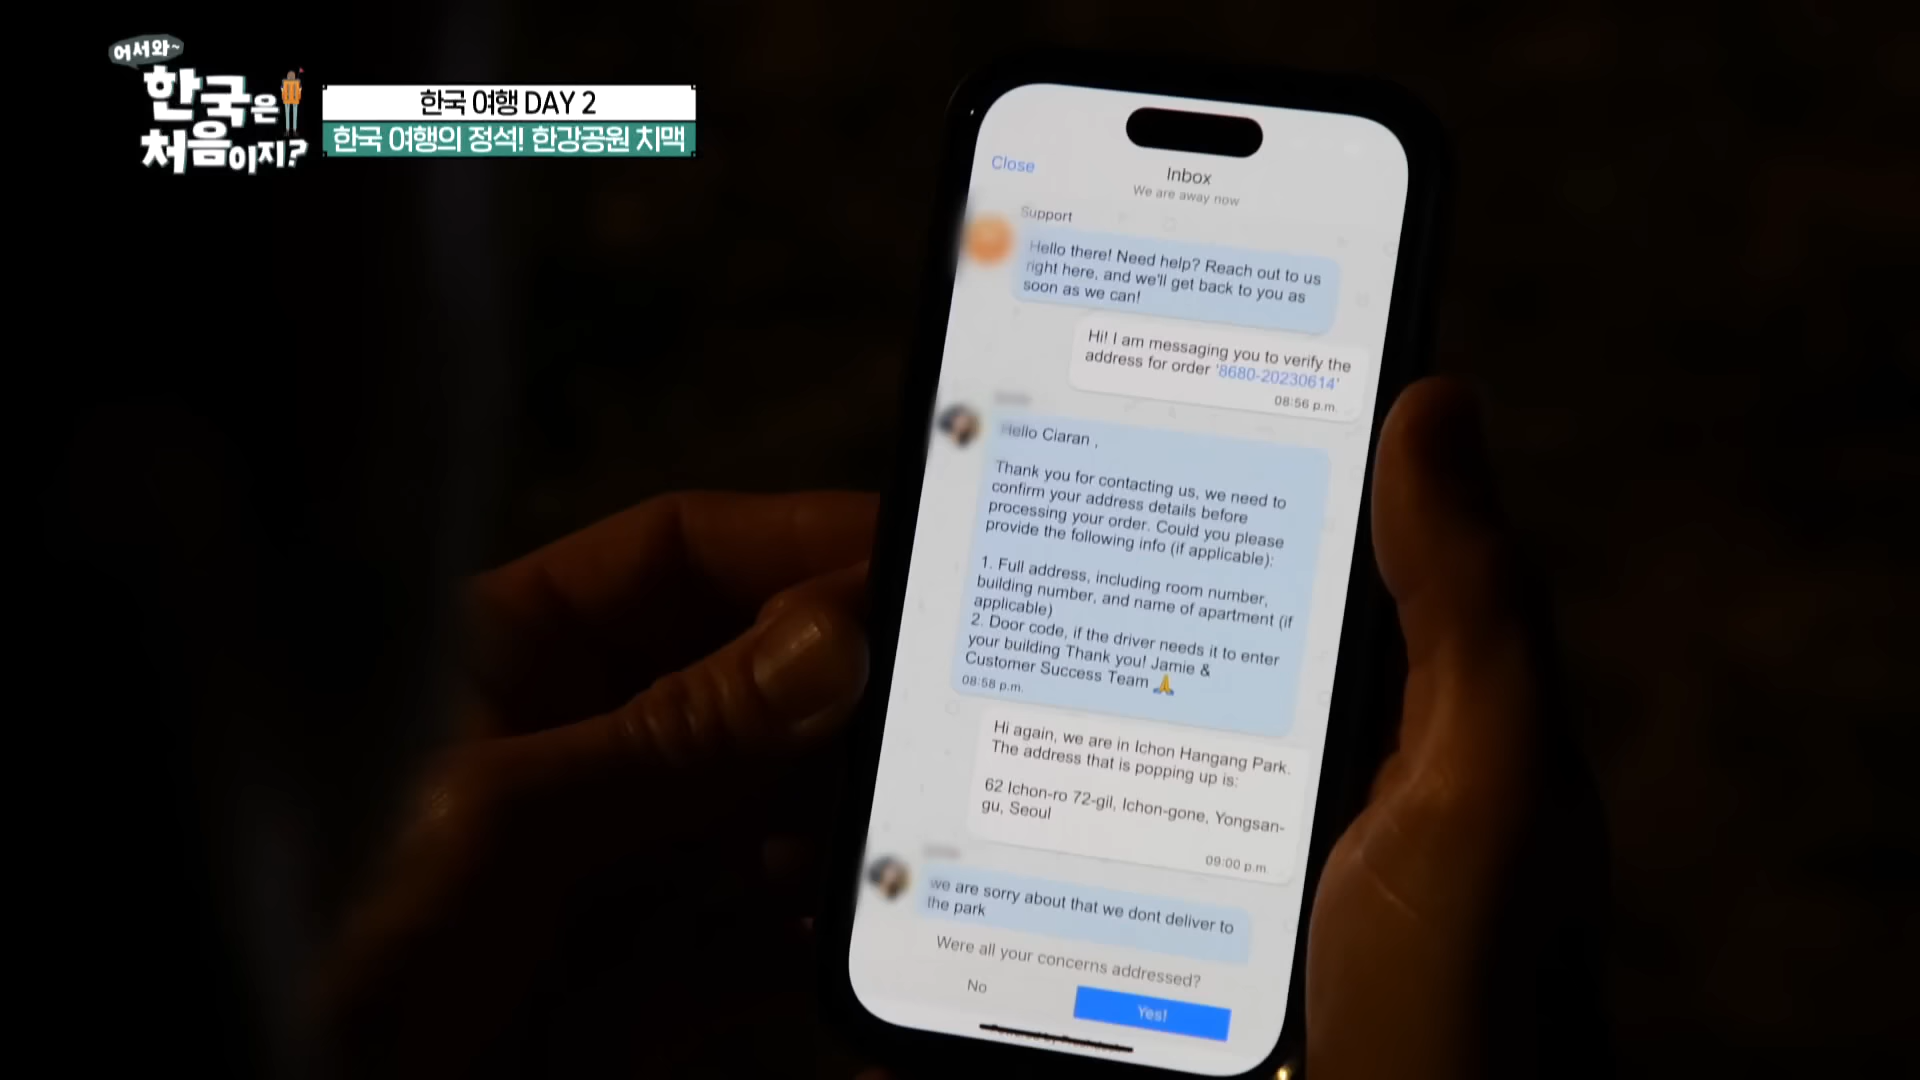 어서와~
한국은
처음이지?
한국 여행 DAY 2
한국 여행의 정석! 한강공원 치맥
Close
Inbox
We are away now
Support
Hello there! Need help? Reach out to us
right here, and we'll get back to you as
soon as we can!
Hi! I am messaging you to verify the
address for order '8680-20230614'
08:56 p.m.
Hello Ciaran ,
Thank you for contacting us, we need to
confirm your address details before
processing your order. Could you please
provide the following info (if applicable):
1. Full address, including room number,
building number, and name of apartment (if
applicable)
2. Door code, if the driver needs it to enter
your building Thank you! Jamie &
Customer Success Team 🙏
08:58 p.m.
Hi again, we are in Ichon Hangang Park.
The address that is popping up is:
62 Ichon-ro 72-gil, Ichon-gone, Yongsan-
gu, Seoul
09:00 p.m.
we are sorry about that we dont deliver to
the park
Were all your concerns addressed?
No
Yes!